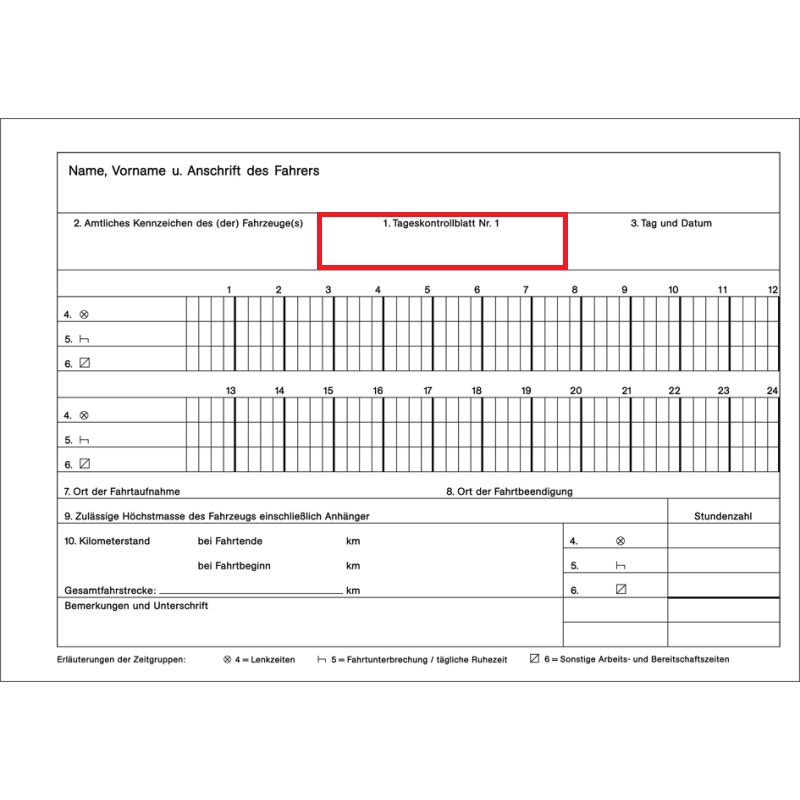 Name, Vorname u. Anschrift des Fahrers
2. Amtliches Kennzeichen des (der) Fahrzeuge(s) 1. Tageskontrollblatt Nr. 1 3. Tag und Datum
1 2 3 4 5 6 7 8 9 10 11 12
4. ⊗
5.
6.
13 14 15 16 17 18 19 20 21 22 23 24
4. ⊗
5.
6.
7. Ort der Fahrtaufnahme 8. Ort der Fahrtbeendigung
9. Zulässige Höchstmasse des Fahrzeugs einschließlich Anhänger Stundenzahl
10. Kilometerstand bei Fahrtende km 4. ⊗
bei Fahrtbeginn km 5.
Gesamtfahrstrecke: km 6.
Bemerkungen und Unterschrift
Erläuterungen der Zeitgruppen: ⊗ 4 = Lenkzeiten 5 = Fahrtunterbrechung / tägliche Ruhezeit 6 = Sonstige Arbeits- und Bereitschaftszeiten